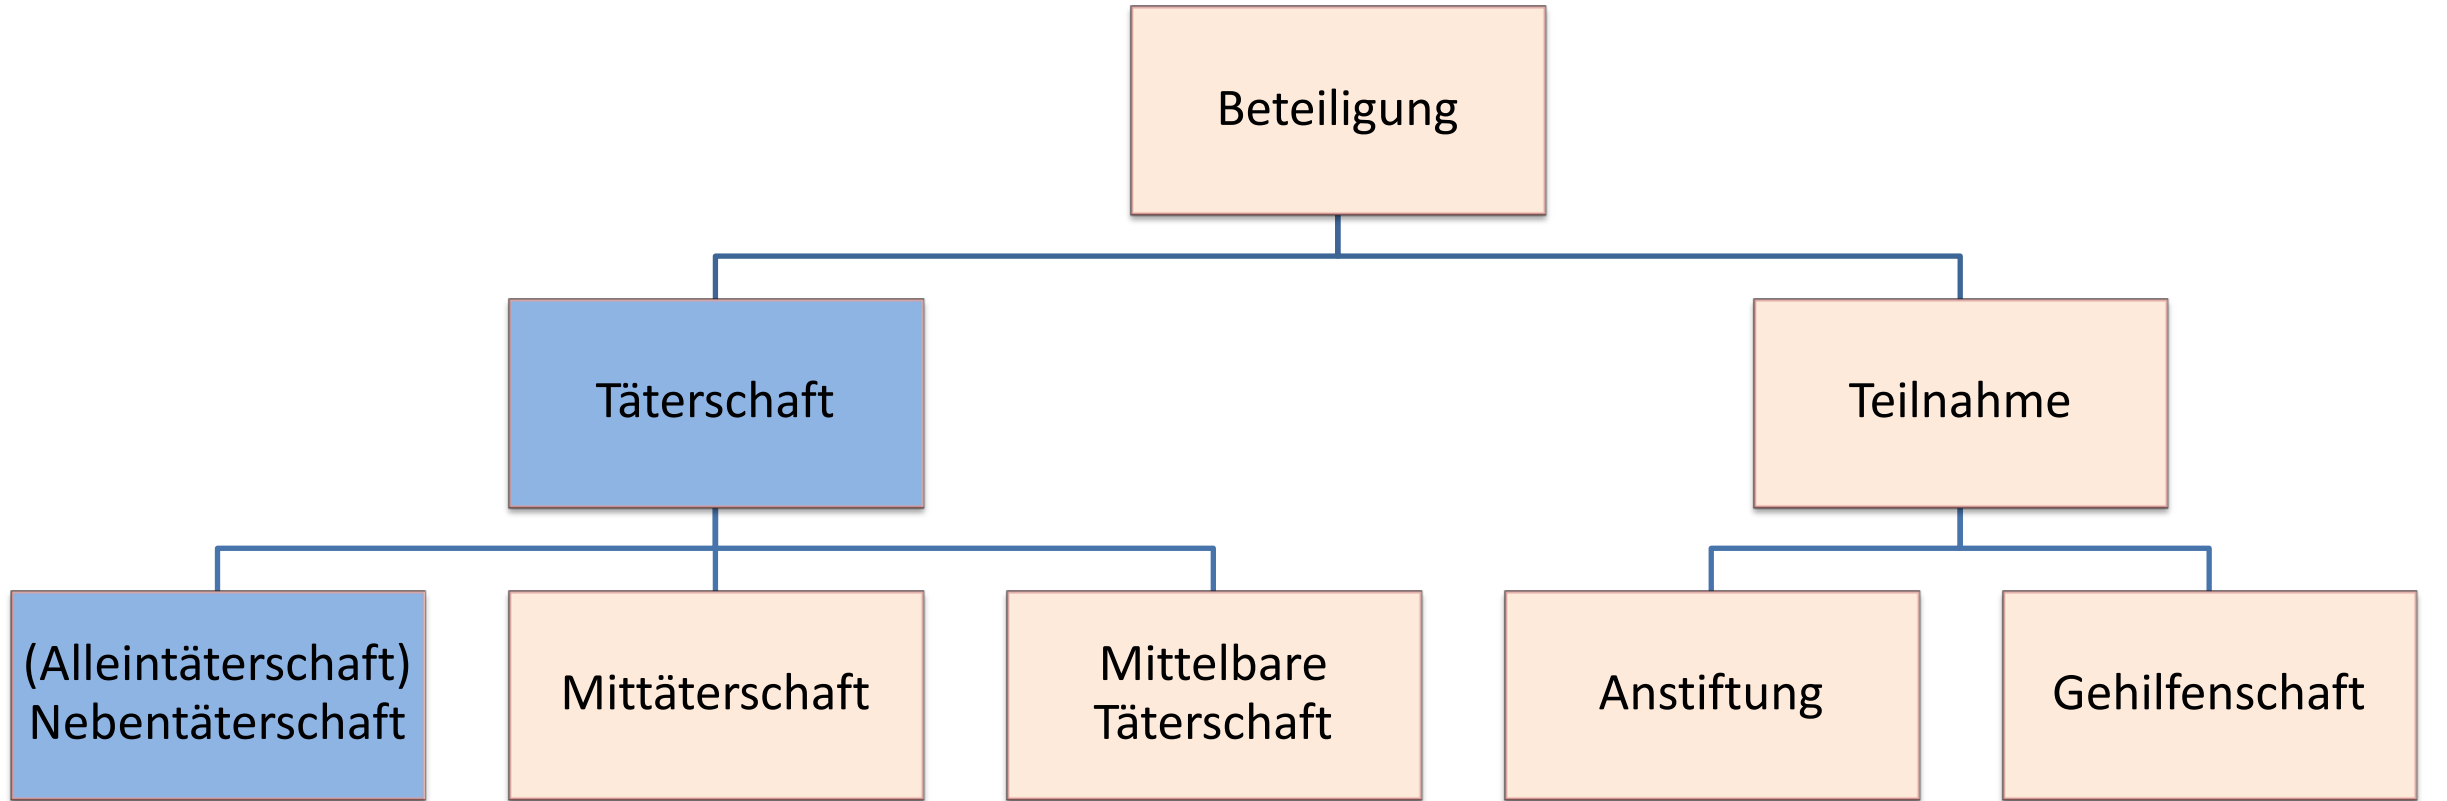 Beteiligung
Täterschaft
Teilnahme
(Alleintäterschaft)
Nebentäterschaft
Mittäterschaft
Mittelbare
Täterschaft
Anstiftung
Gehilfenschaft